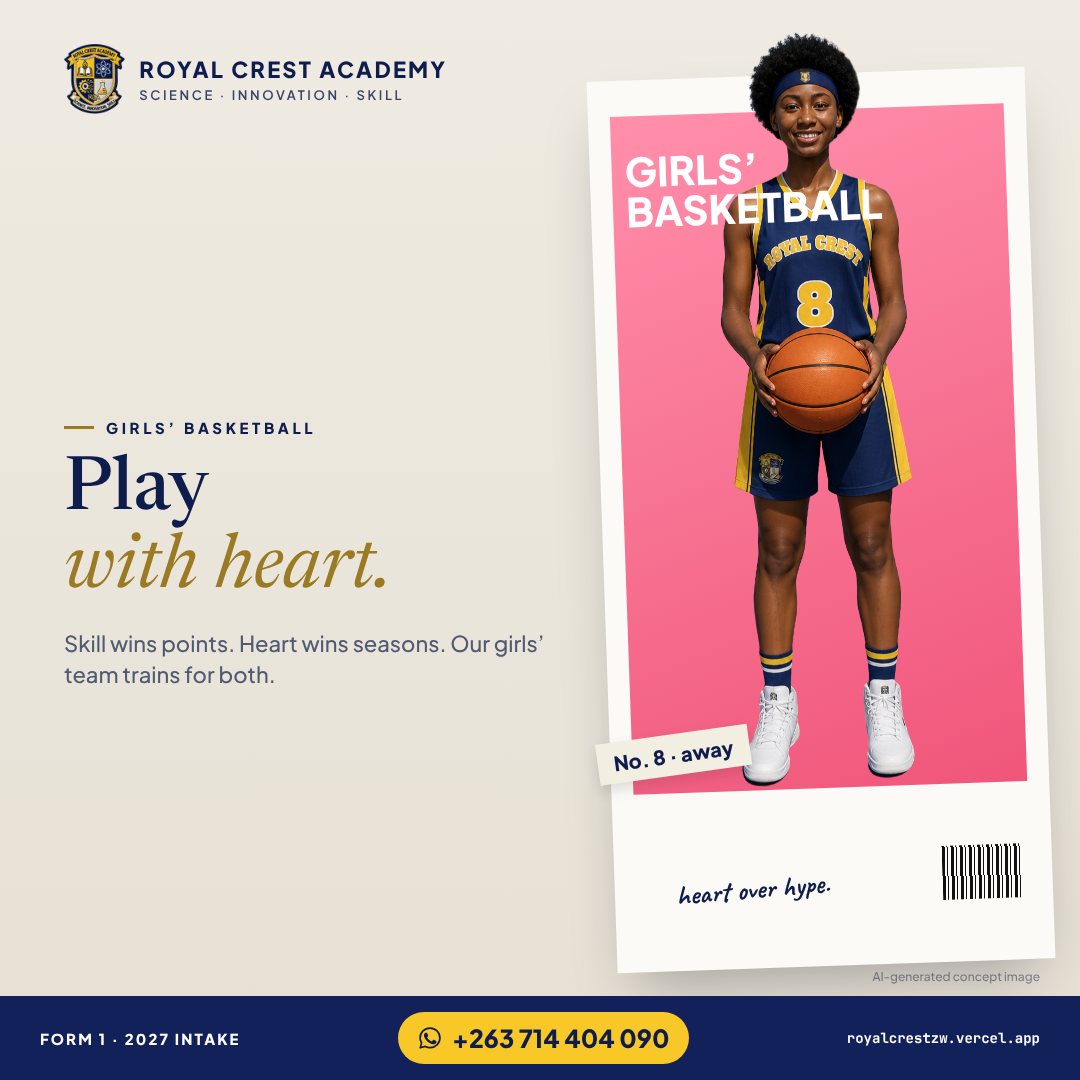 ROYAL CREST ACADEMY
SCIENCE · INNOVATION · SKILL
GIRLS’ BASKETBALL
Play
with heart.
Skill wins points. Heart wins seasons. Our girls’
team trains for both.
GIRLS’
BASKETBALL
ROYAL CREST
8
No. 8 · away
heart over hype.
AI-generated concept image
FORM 1 · 2027 INTAKE
+263 714 404 090
royalcrestzw.vercel.app